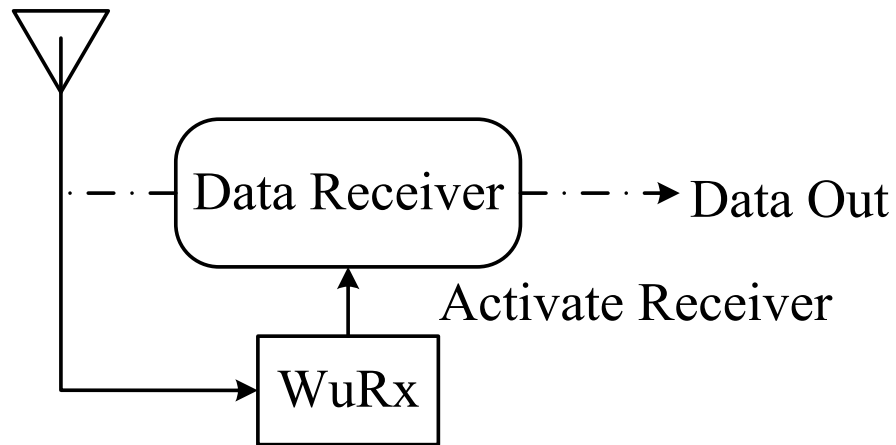 Data Receiver
Data Out
Activate Receiver
WuRx